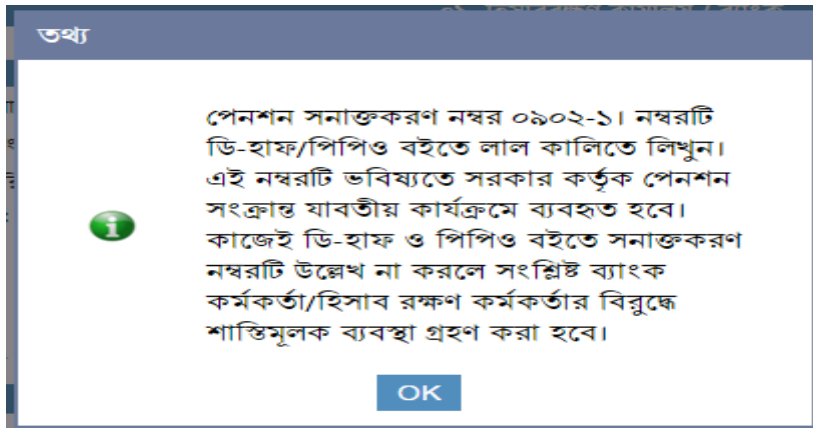 তথ্য
পেনশন সনাক্তকরণ নম্বর ০৯০২-১। নম্বরটি
ডি-হাফ/পিপিও বইতে লাল কালিতে লিখুন।
এই নম্বরটি ভবিষ্যতে সরকার কর্তৃক পেনশন
সংক্রান্ত যাবতীয় কার্যক্রমে ব্যবহৃত হবে।
কাজেই ডি-হাফ ও পিপিও বইতে সনাক্তকরণ
নম্বরটি উল্লেখ না করলে সংশ্লিষ্ট ব্যাংক
কর্মকর্তা/হিসাব রক্ষণ কর্মকর্তার বিরুদ্ধে
শাস্তিমূলক ব্যবস্থা গ্রহণ করা হবে।
OK